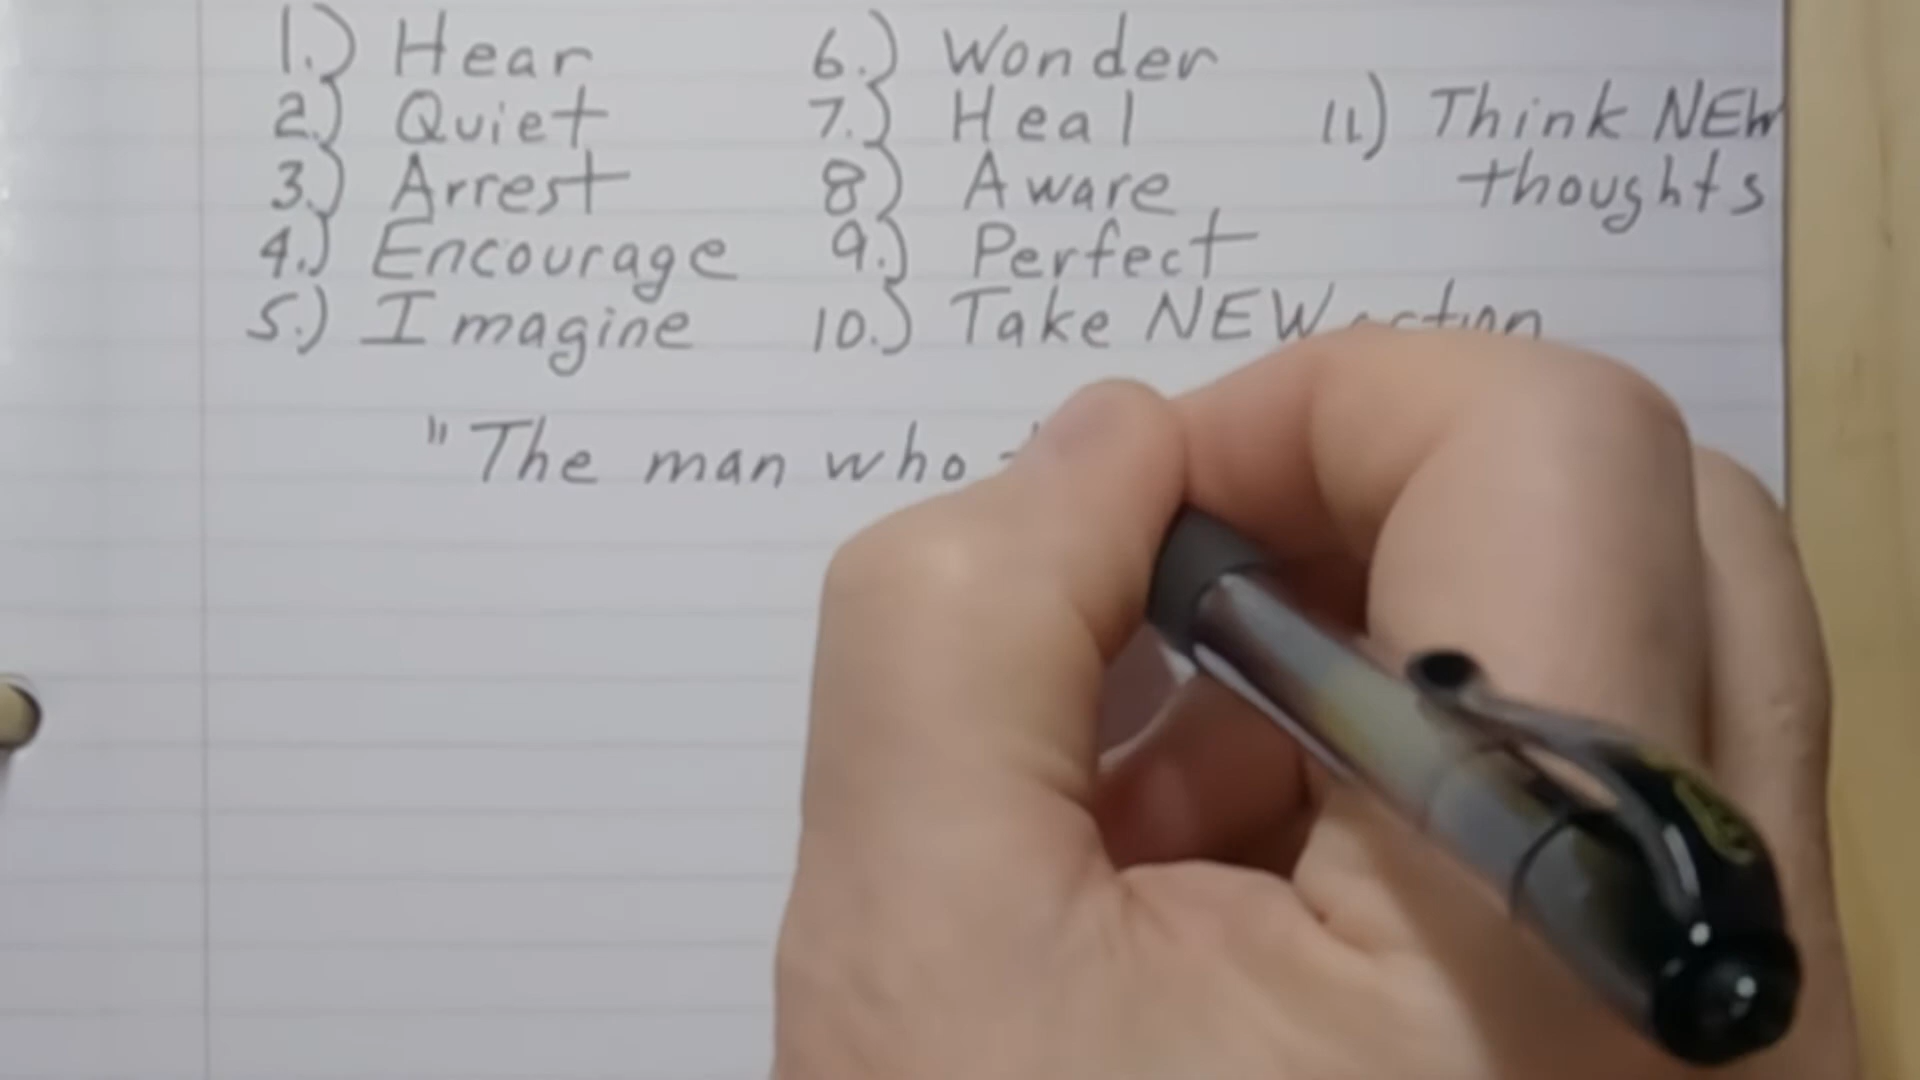 1.) Hear
2.) Quiet
3.) Arrest
4.) Encourage
5.) Imagine
6.) Wonder
7.) Heal
8) Aware
9.) Perfect
10.) Take NEW action
11) Think NEW
thoughts
"The man who